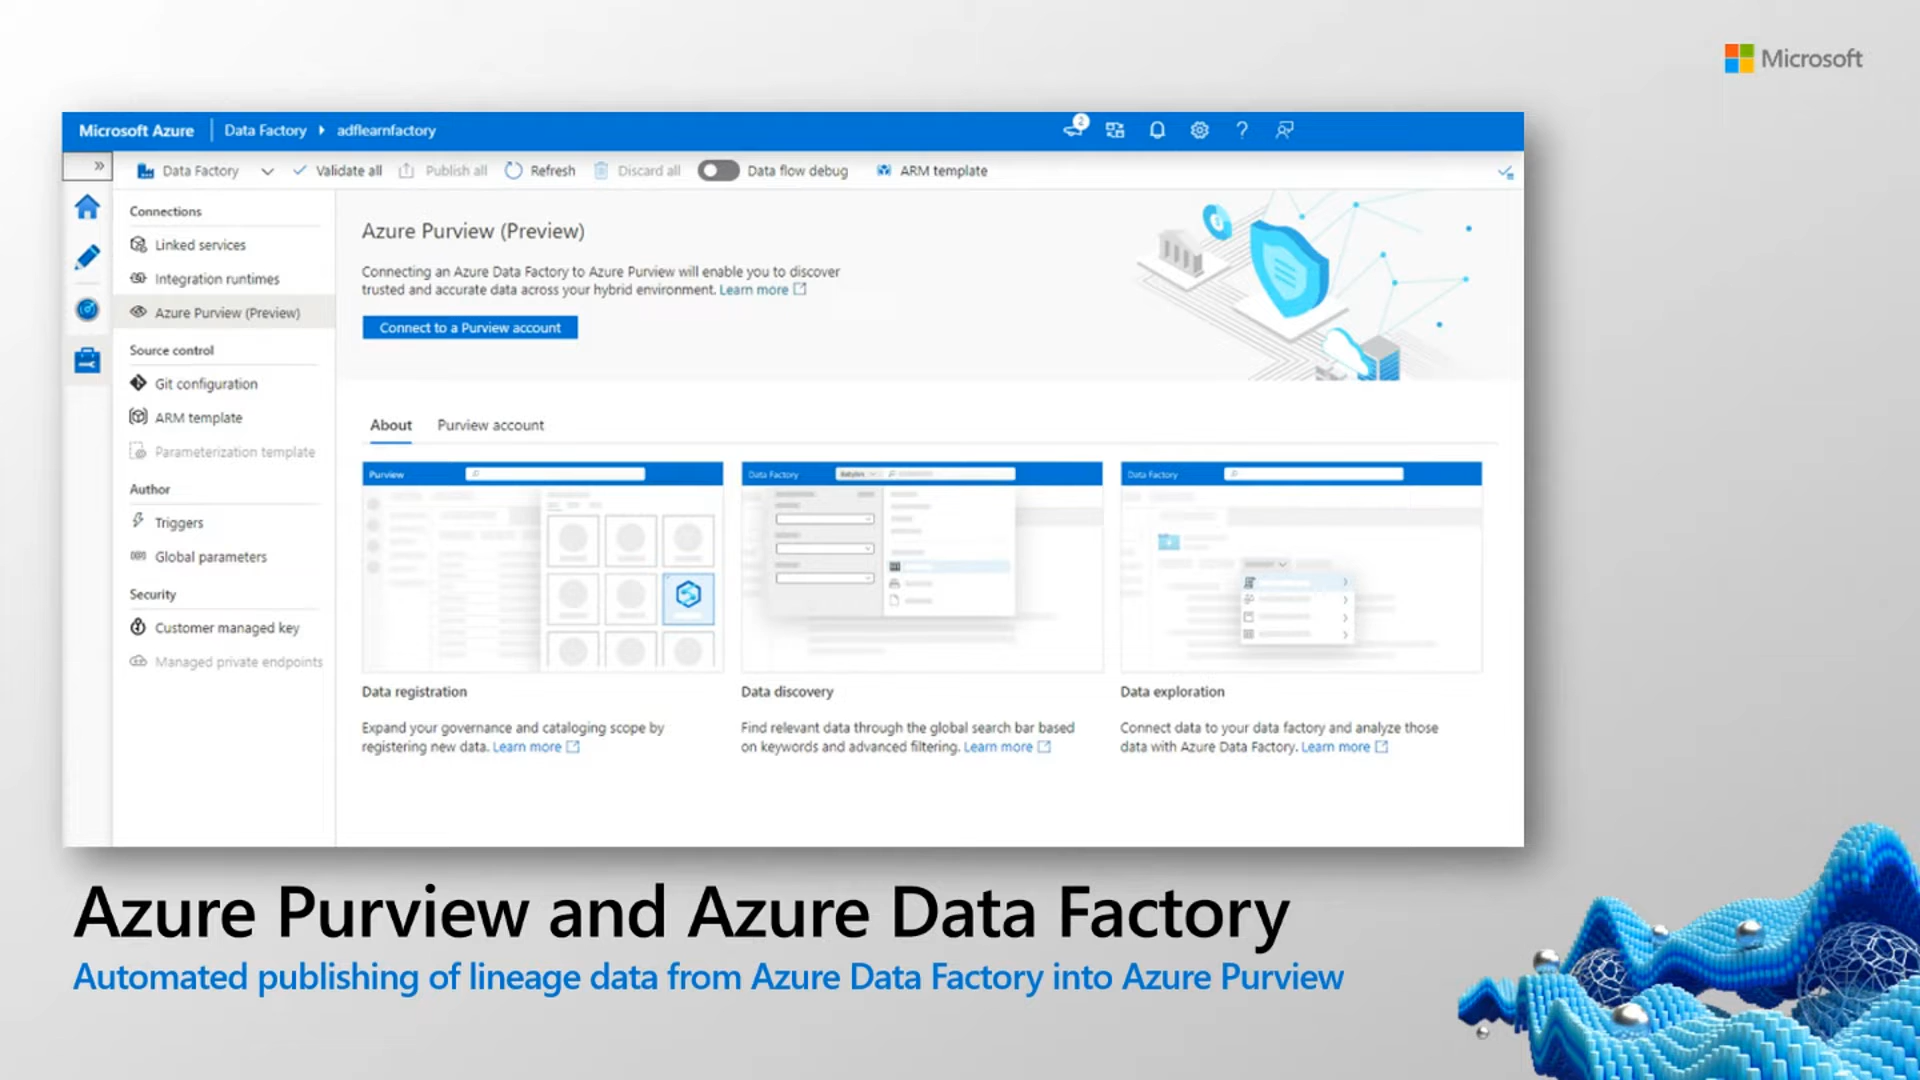 Microsoft
Microsoft Azure
Data Factory
adflearnfactory
2
»
Data Factory
Validate all
Publish all
Refresh
Discard all
Data flow debug
ARM template
Connections
Linked services
Integration runtimes
Azure Purview (Preview)
Source control
Git configuration
ARM template
Parameterization template
Author
Triggers
Global parameters
Security
Customer managed key
Managed private endpoints
Azure Purview (Preview)
Connecting an Azure Data Factory to Azure Purview will enable you to discover
trusted and accurate data across your hybrid environment. Learn more
Connect to a Purview account
About
Purview account
Purview
Data registration
Expand your governance and cataloging scope by
registering new data. Learn more
Data Factory
Data discovery
Find relevant data through the global search bar based
on keywords and advanced filtering. Learn more
Data Factory
Data exploration
Connect data to your data factory and analyze those
data with Azure Data Factory. Learn more
Azure Purview and Azure Data Factory
Automated publishing of lineage data from Azure Data Factory into Azure Purview